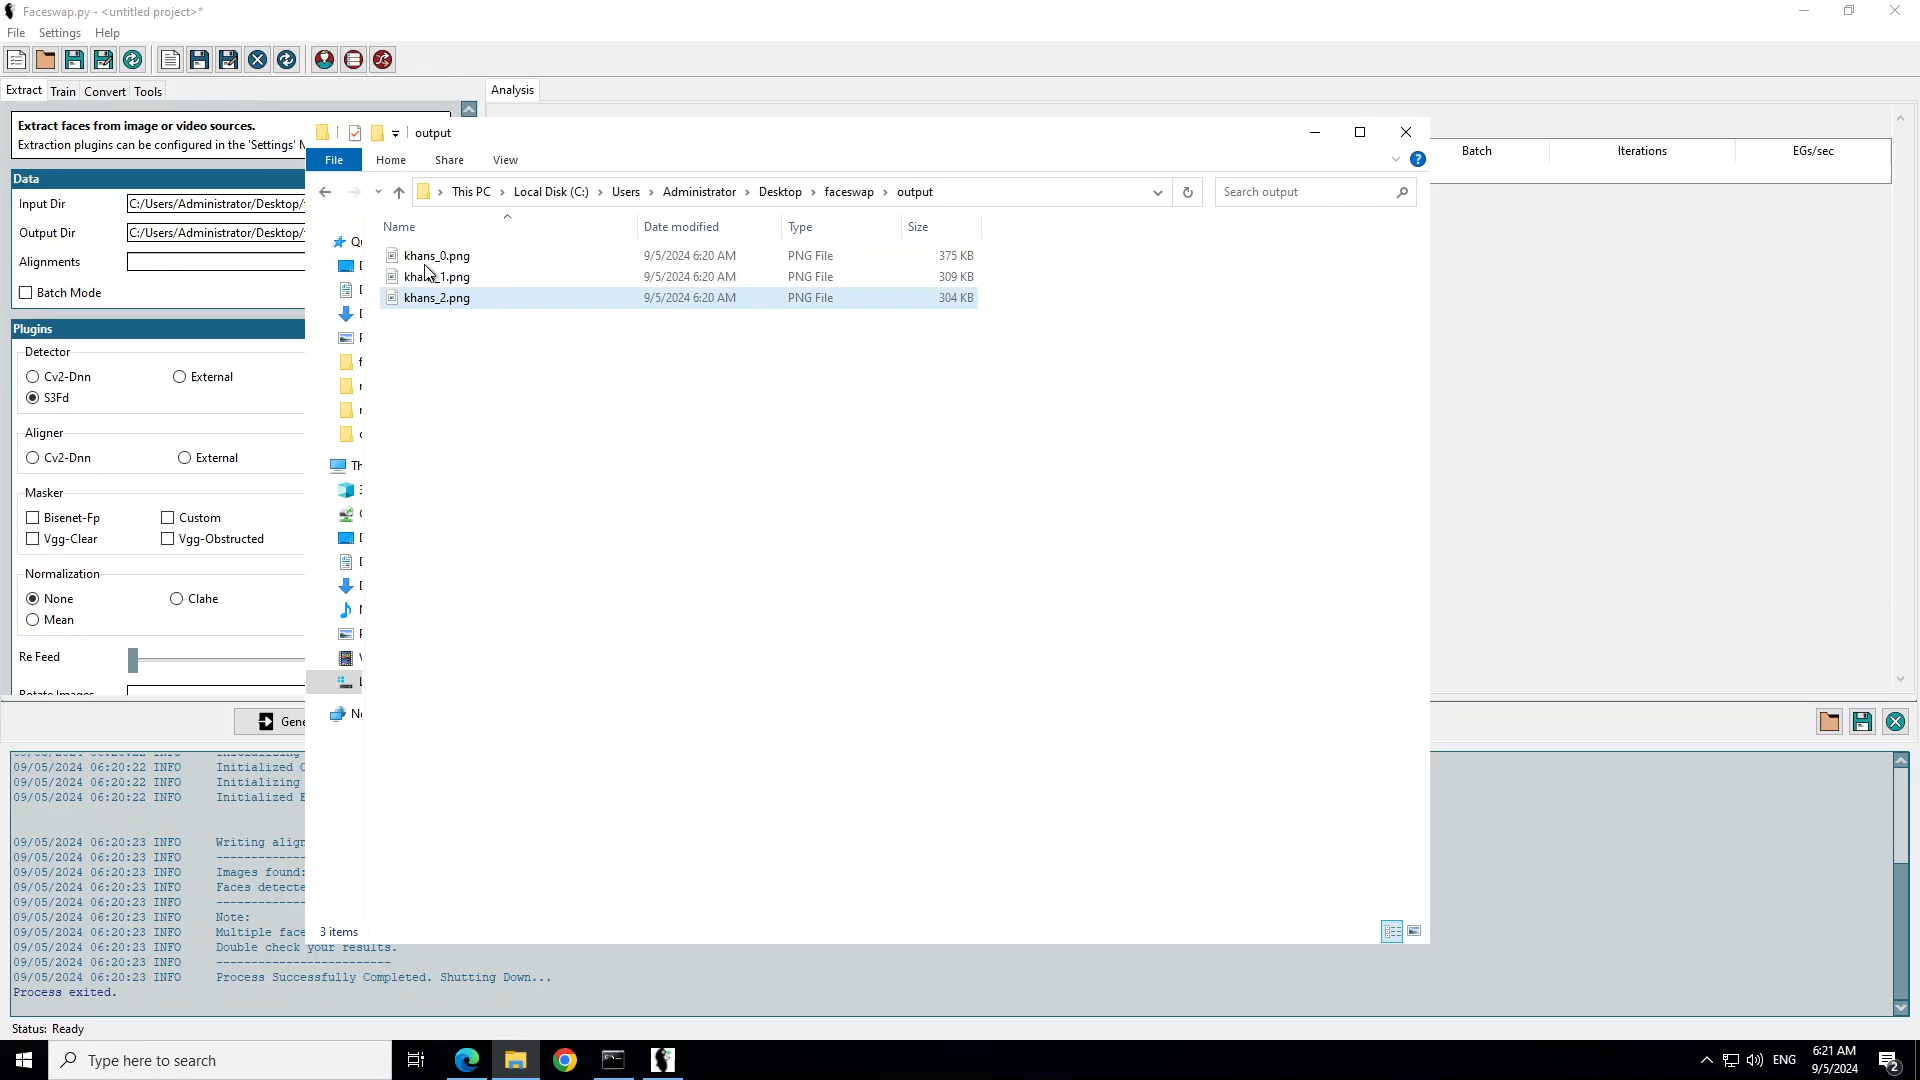 Faceswap.py - <untitled project>*
File Settings Help
Extract Train Convert Tools
Analysis
Extract faces from image or video sources.
Extraction plugins can be configured in the 'Settings'
Data
Input Dir C:/Users/Administrator/Desktop/
Output Dir C:/Users/Administrator/Desktop/
Alignments
Batch Mode
Plugins
Detector
Cv2-Dnn External
S3Fd
Aligner
Cv2-Dnn External
Masker
Bisenet-Fp Custom
Vgg-Clear Vgg-Obstructed
Normalization
None Clahe
Mean
Re Feed
Rotate Images
output
File Home Share View
This PC Local Disk (C:) Users Administrator Desktop faceswap output
Search output
Name Date modified Type Size
khans_0.png 9/5/2024 6:20 AM PNG File 375 KB
khans_1.png 9/5/2024 6:20 AM PNG File 309 KB
khans_2.png 9/5/2024 6:20 AM PNG File 304 KB
3 items
Batch Iterations EGs/sec
09/05/2024 06:20:22 INFO Initialized
09/05/2024 06:20:22 INFO Initializing
09/05/2024 06:20:22 INFO Initialized
09/05/2024 06:20:23 INFO Writing
09/05/2024 06:20:23 INFO -------------
09/05/2024 06:20:23 INFO Images found:
09/05/2024 06:20:23 INFO Faces
09/05/2024 06:20:23 INFO -------------
09/05/2024 06:20:23 INFO Note:
09/05/2024 06:20:23 INFO Multiple
09/05/2024 06:20:23 INFO Double check your results.
09/05/2024 06:20:23 INFO -------------------------
09/05/2024 06:20:23 INFO Process Successfully Completed. Shutting Down...
Process exited.
Status: Ready
Type here to search
ENG
6:21 AM
9/5/2024
2